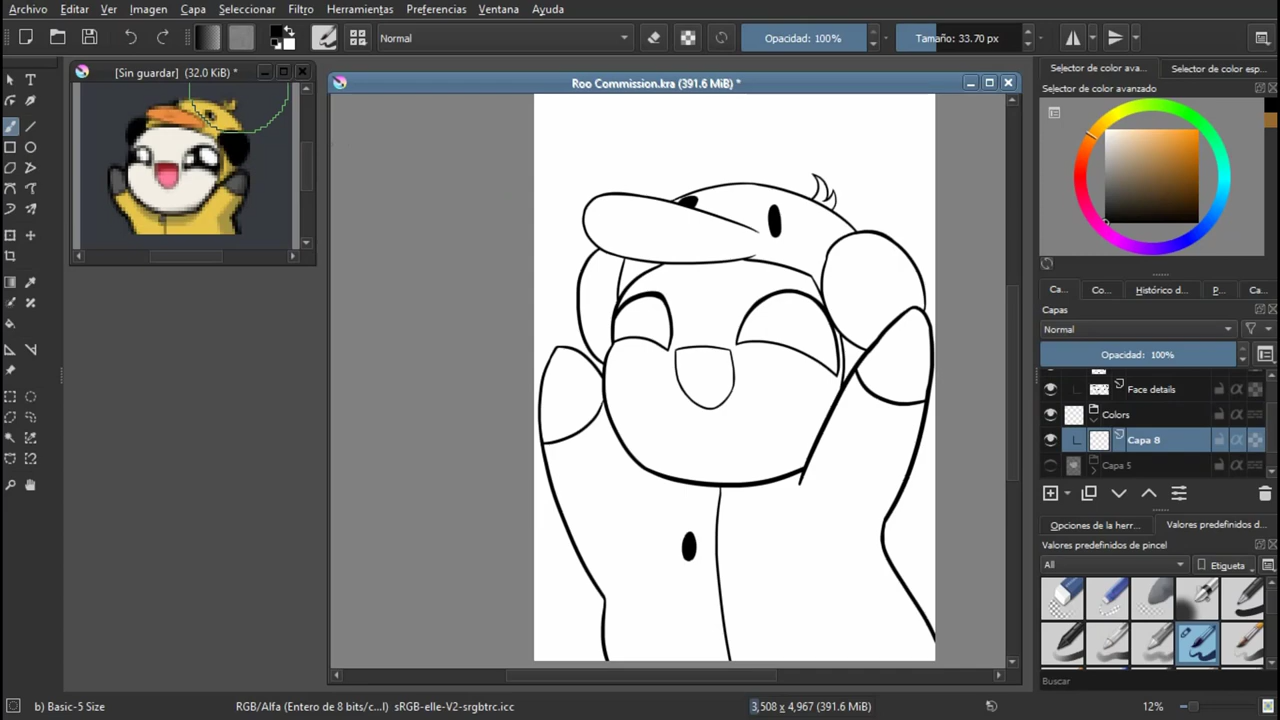 Archivo Editar Ver Imagen Capa Seleccionar Filtro Herramientas Preferencias Ventana Ayuda
Normal Opacidad: 100% Tamaño: 33.70 px
[Sin guardar] (32.0 KiB) *
Roo Commission.kra (391.6 MiB) *
Selector de color ava... Selector de color esp...
Selector de color avanzado
Ca... Co... Histórico d... P... Ca...
Capas
Normal
Opacidad: 100%
Face details
Colors
Capa 8
Capa 5
Opciones de la herr... Valores predefinidos d...
Valores predefinidos de pincel
All Etiqueta
Buscar
b) Basic-5 Size RGB/Alfa (Entero de 8 bits/c...l) sRGB-elle-V2-srgbtrc.icc 3,508 x 4,967 (391.6 MiB) 12%